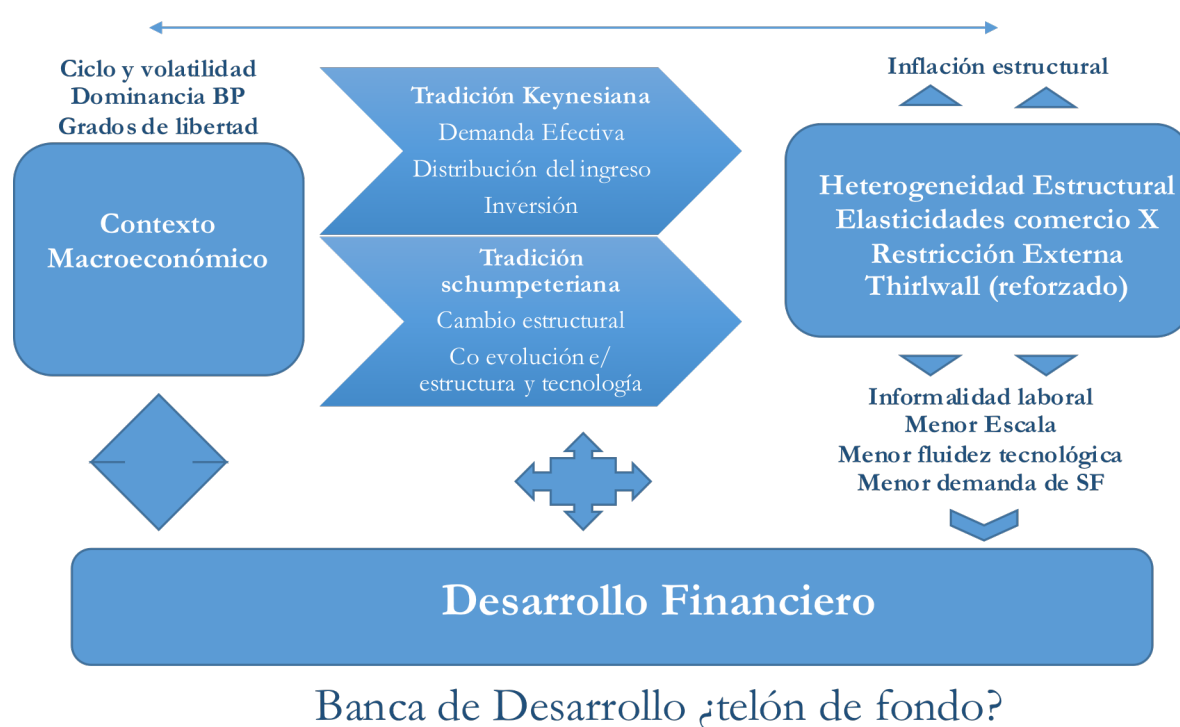 Ciclo y volatilidad
Dominancia BP
Grados de libertad
Contexto
Macroeconómico
Tradición Keynesiana
Demanda Efectiva
Distribución del ingreso
Inversión
Tradición
schumpeteriana
Cambio estructural
Co evolución e/
estructura y tecnología
Inflación estructural
Heterogeneidad Estructural
Elasticidades comercio X
Restricción Externa
Thirlwall (reforzado)
Informalidad laboral
Menor Escala
Menor fluidez tecnológica
Menor demanda de SF
Desarrollo Financiero
Banca de Desarrollo ¿telón de fondo?